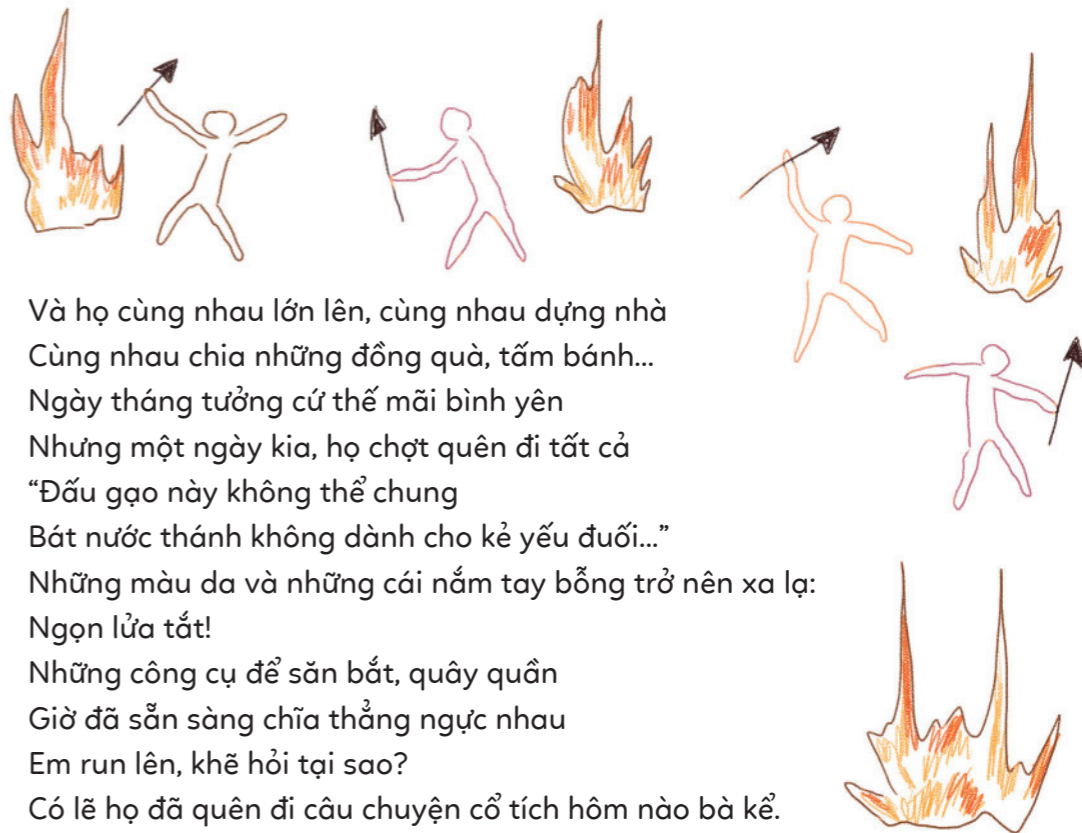 Và họ cùng nhau lớn lên, cùng nhau dựng nhà
Cùng nhau chia những đồng quà, tấm bánh...
Ngày tháng tưởng cứ thế mãi bình yên
Nhưng một ngày kia, họ chợt quên đi tất cả
“Đấu gạo này không thể chung
Bát nước thánh không dành cho kẻ yếu đuối...”
Những màu da và những cái nắm tay bỗng trở nên xa lạ:
Ngọn lửa tắt!
Những công cụ để săn bắt, quây quần
Giờ đã sẵn sàng chĩa thẳng ngực nhau
Em run lên, khẽ hỏi tại sao?
Có lẽ họ đã quên đi câu chuyện cổ tích hôm nào bà kể.